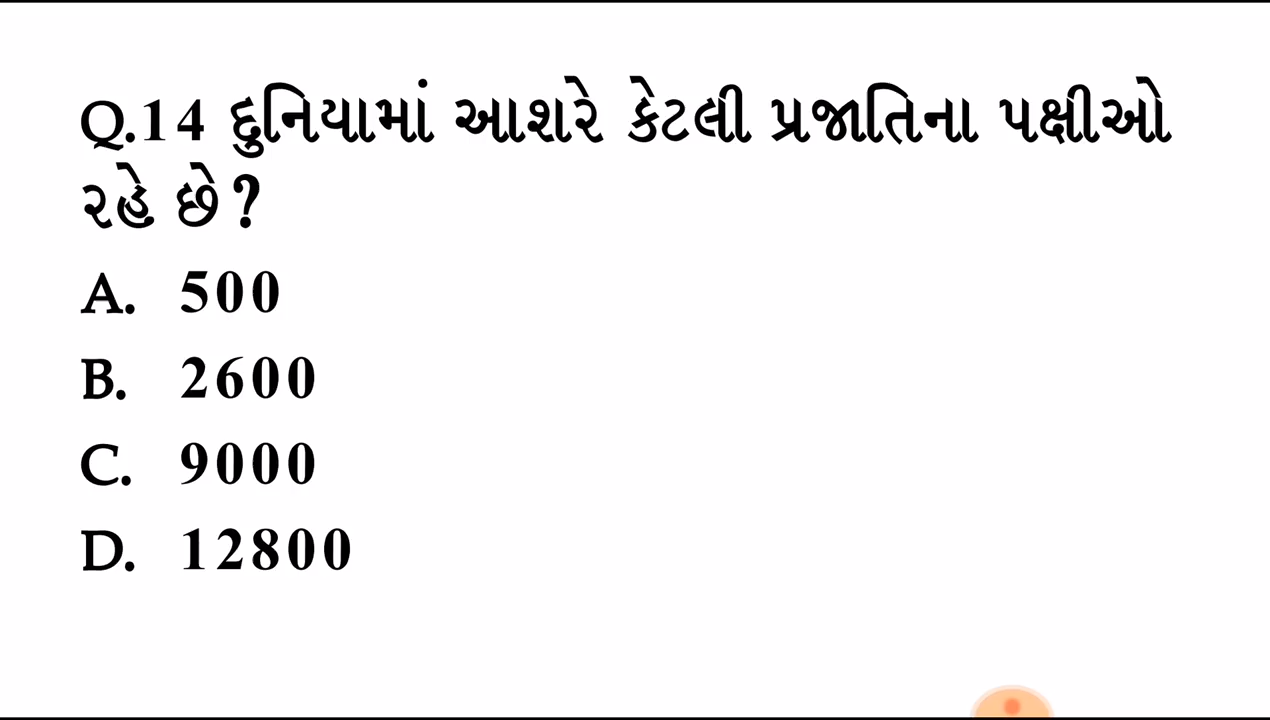 Q.14 દુનિયામાં આશરે કેટલી પ્રજાતિના પક્ષીઓ
રહે છે?
A. 500
B. 2600
C. 9000
D. 12800